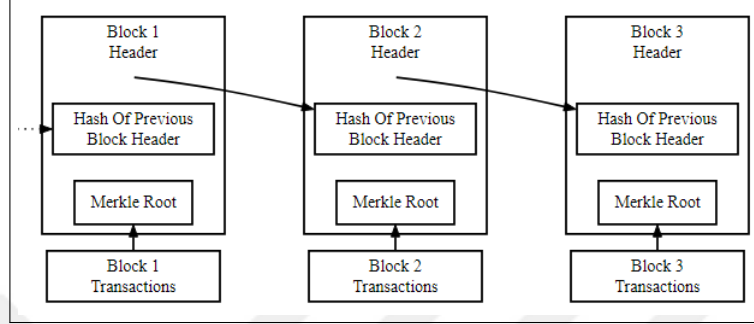 Block 1
Header
Hash Of Previous
Block Header
Merkle Root
Block 1
Transactions
Block 2
Header
Hash Of Previous
Block Header
Merkle Root
Block 2
Transactions
Block 3
Header
Hash Of Previous
Block Header
Merkle Root
Block 3
Transactions